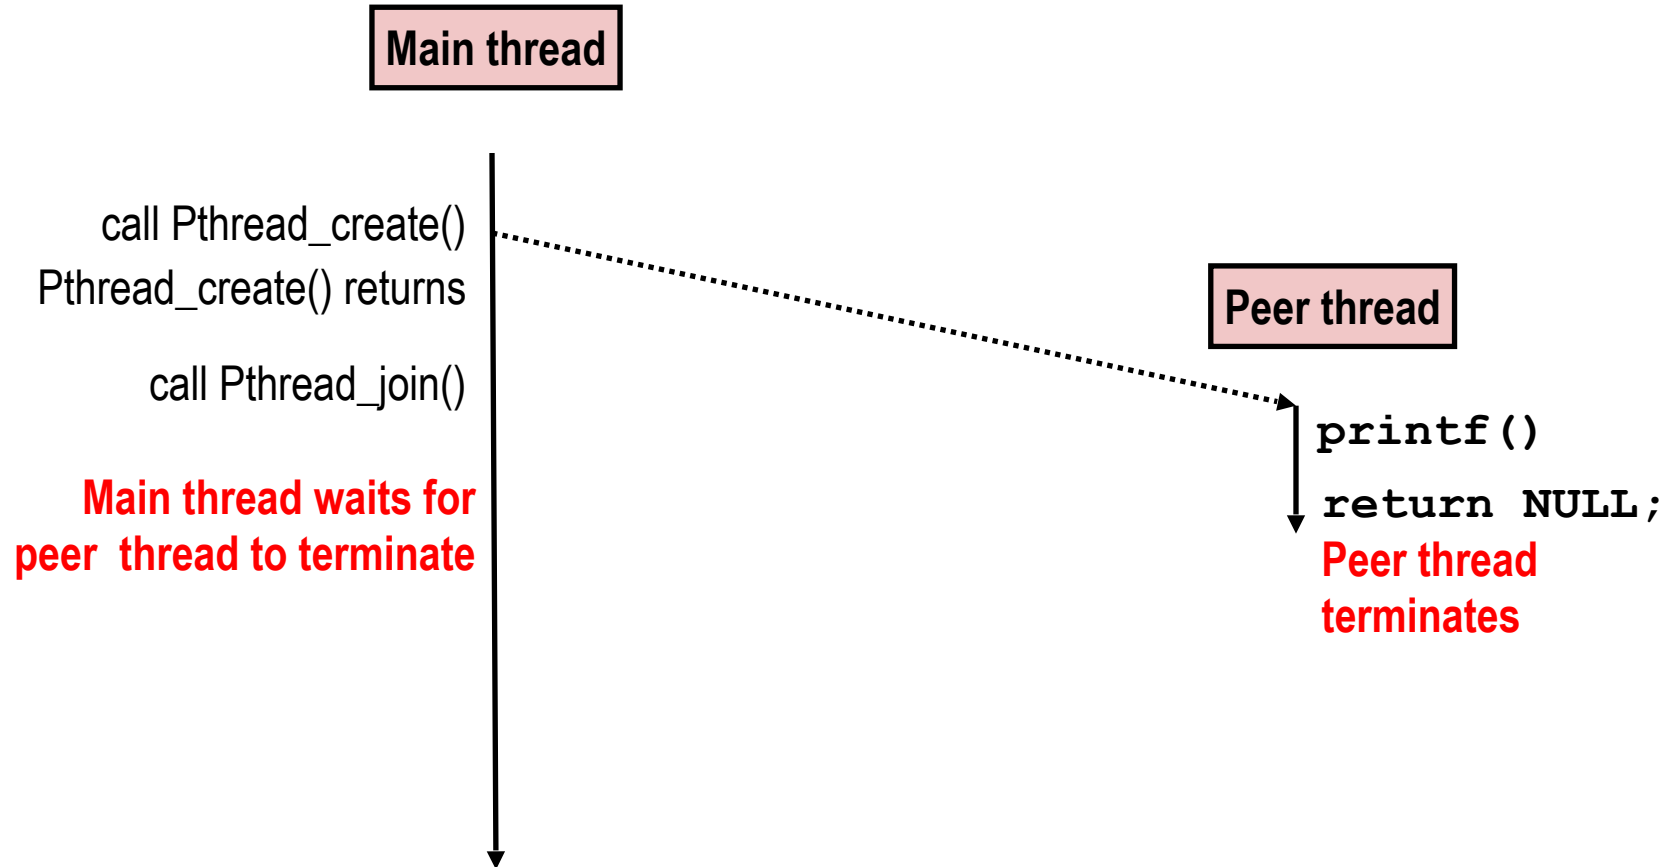 Main thread
call Pthread_create()
Pthread_create() returns
call Pthread_join()
Main thread waits for
peer thread to terminate
Peer thread
printf()
return NULL;
Peer thread
terminates